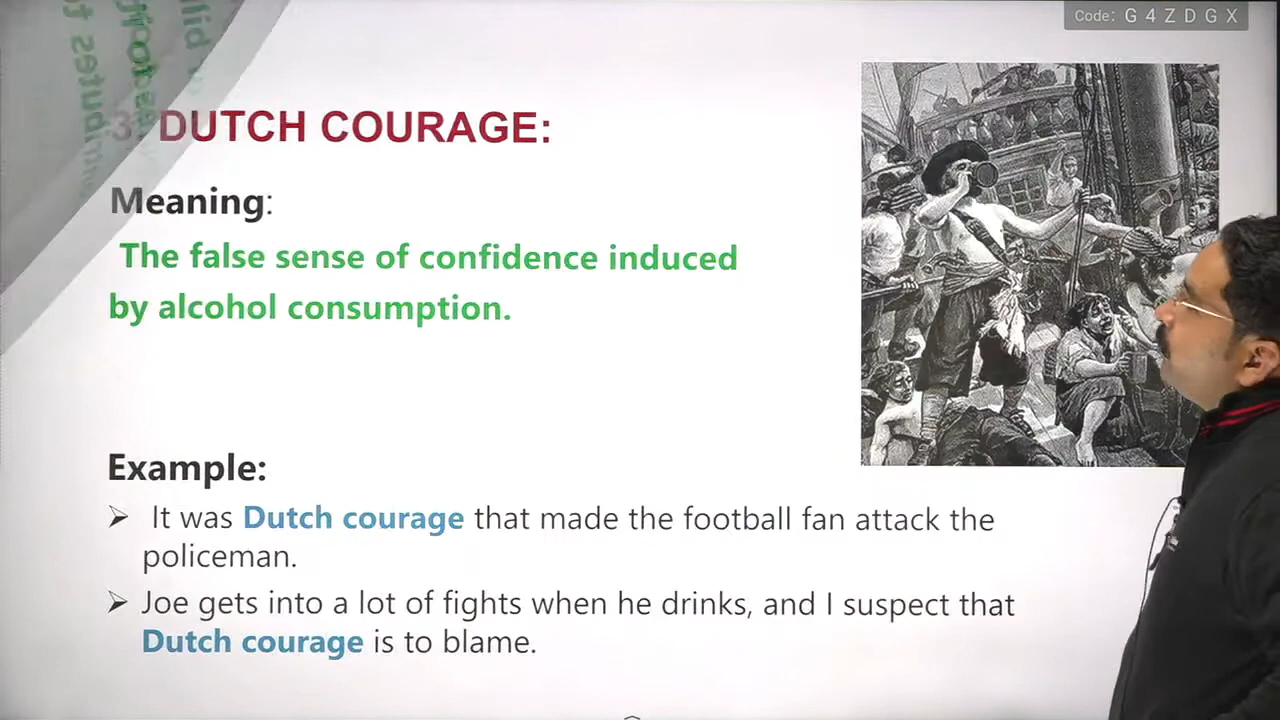 Code: G 4 Z D G X
3. DUTCH COURAGE:
Meaning:
The false sense of confidence induced
by alcohol consumption.
Example:
➢ It was Dutch courage that made the football fan attack the
policeman.
➢ Joe gets into a lot of fights when he drinks, and I suspect that
Dutch courage is to blame.